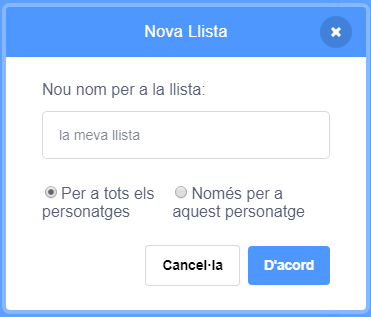 Nova Llista
Nou nom per a la llista:
la meva llista
Per a tots els
personatges
Només per a
aquest personatge
Cancel·la
D'acord